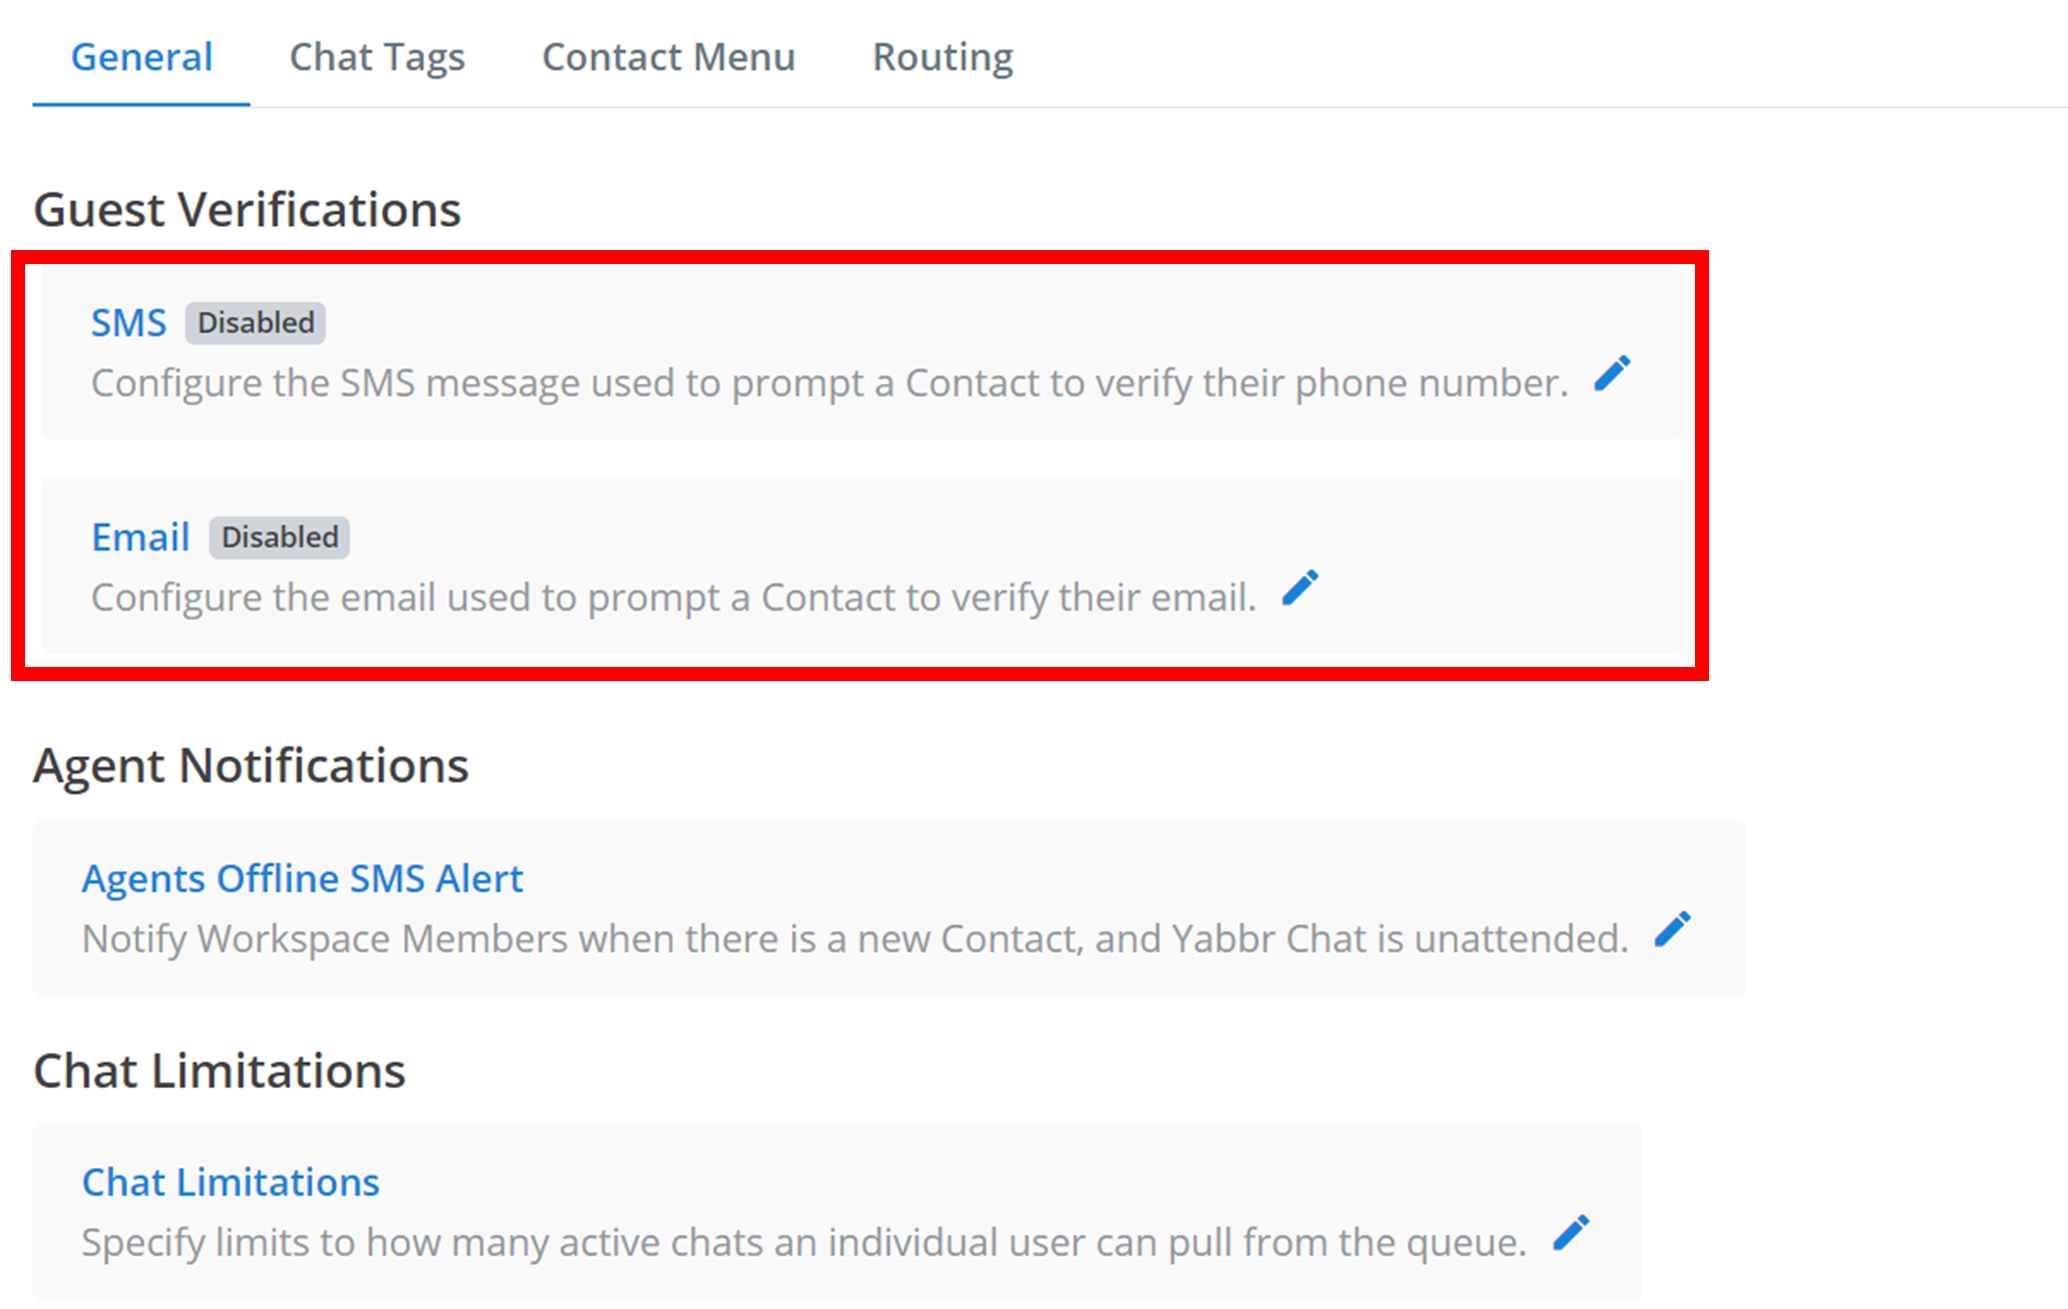 General Chat Tags Contact Menu Routing
Guest Verifications
SMS Disabled
Configure the SMS message used to prompt a Contact to verify their phone number.
Email Disabled
Configure the email used to prompt a Contact to verify their email.
Agent Notifications
Agents Offline SMS Alert
Notify Workspace Members when there is a new Contact, and Yabbr Chat is unattended.
Chat Limitations
Chat Limitations
Specify limits to how many active chats an individual user can pull from the queue.